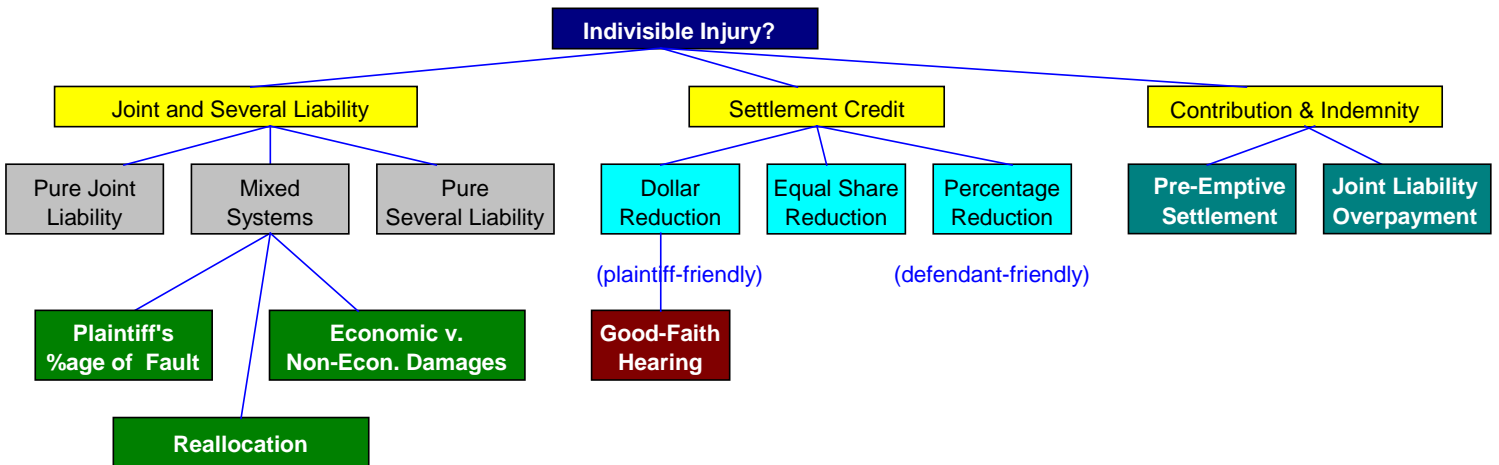 Indivisible Injury?
Joint and Several Liability
Settlement Credit
Contribution & Indemnity
Pure Joint
Liability
Mixed
Systems
Pure
Several Liability
Dollar
Reduction
Equal Share
Reduction
Percentage
Reduction
Pre-Emptive
Settlement
Joint Liability
Overpayment
(plaintiff-friendly)
(defendant-friendly)
Plaintiff's
%age of Fault
Economic v.
Non-Econ. Damages
Good-Faith
Hearing
Reallocation